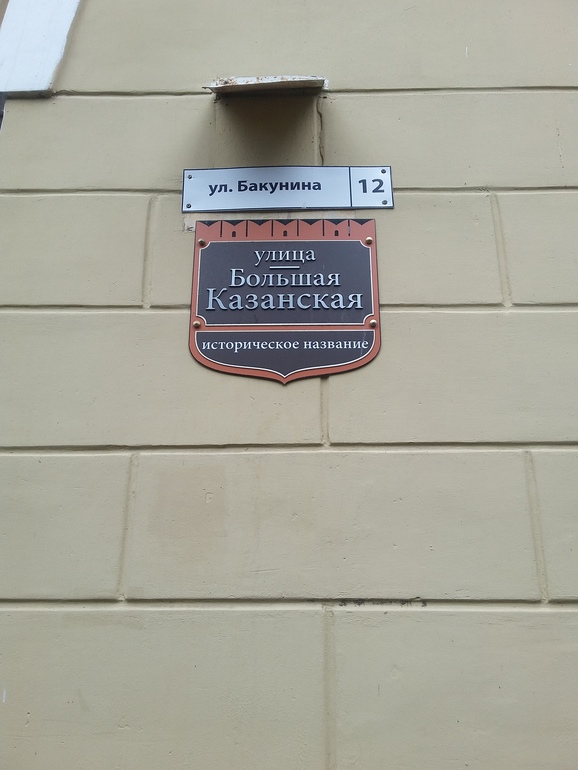 ул. Бакунина 12
улица
Большая
Казанская
историческое название